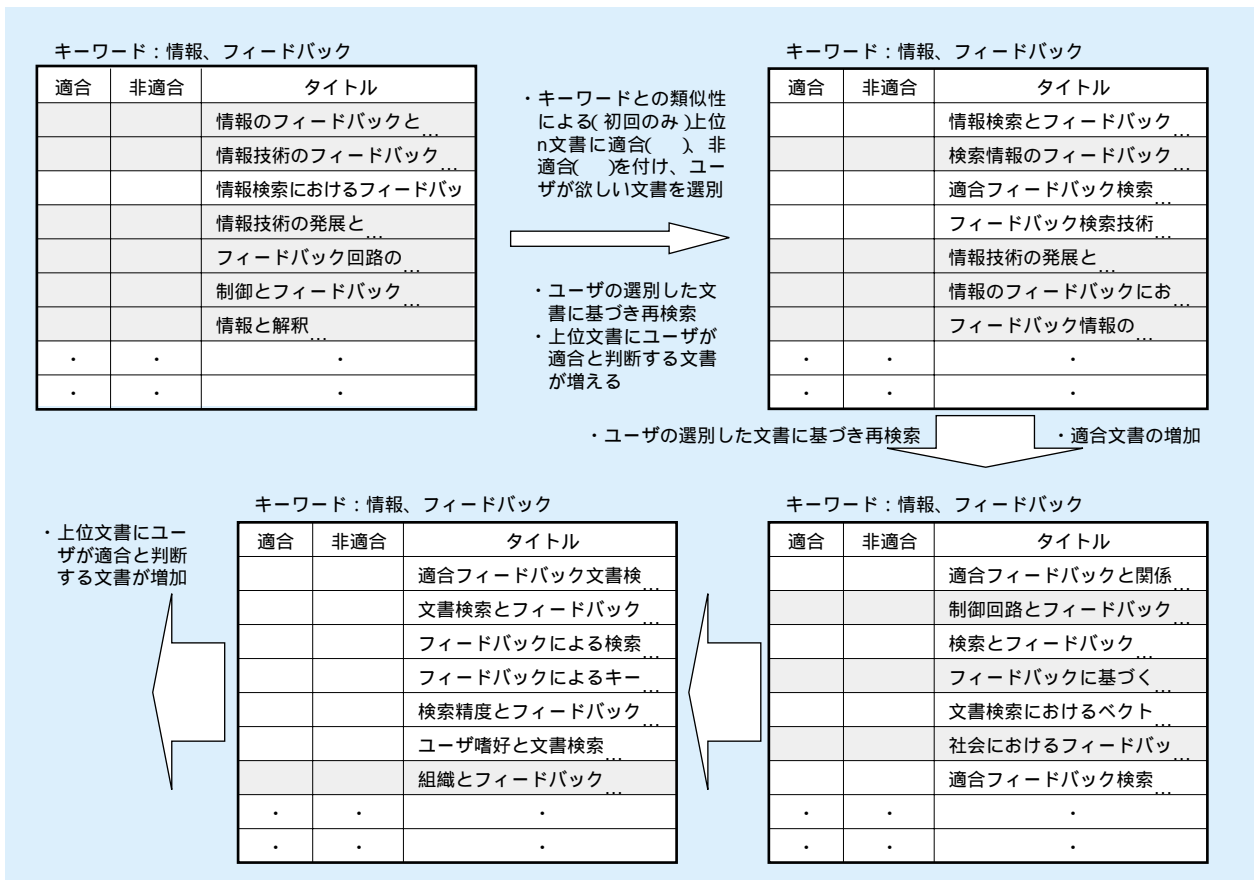 キーワード:情報、フィードバック
適合 非適合 タイトル
情報のフィードバックと…
情報技術のフィードバック…
情報検索におけるフィードバッ
情報技術の発展と…
フィードバック回路の…
制御とフィードバック…
情報と解釈…
・ ・ ・
・ ・ ・
・キーワードとの類似性
による(初回のみ)上位
n文書に適合( )、非
適合( )を付け、ユー
ザが欲しい文書を選別
・ユーザの選別した文
書に基づき再検索
・上位文書にユーザが
適合と判断する文書
が増える
キーワード:情報、フィードバック
適合 非適合 タイトル
情報検索とフィードバック…
検索情報のフィードバック…
適合フィードバック検索…
フィードバック検索技術…
情報技術の発展と…
情報のフィードバックにお…
フィードバック情報の…
・ ・ ・
・ ・ ・
・ユーザの選別した文書に基づき再検索
・適合文書の増加
キーワード:情報、フィードバック
適合 非適合 タイトル
適合フィードバックと関係…
制御回路とフィードバック…
検索とフィードバック…
フィードバックに基づく…
文書検索におけるベクト…
社会におけるフィードバッ…
適合フィードバック検索…
・ ・ ・
・ ・ ・
キーワード:情報、フィードバック
適合 非適合 タイトル
適合フィードバック文書検…
文書検索とフィードバック…
フィードバックによる検索…
フィードバックによるキー…
検索精度とフィードバック…
ユーザ嗜好と文書検索…
組織とフィードバック…
・ ・ ・
・ ・ ・
・上位文書にユー
ザが適合と判断
する文書が増加